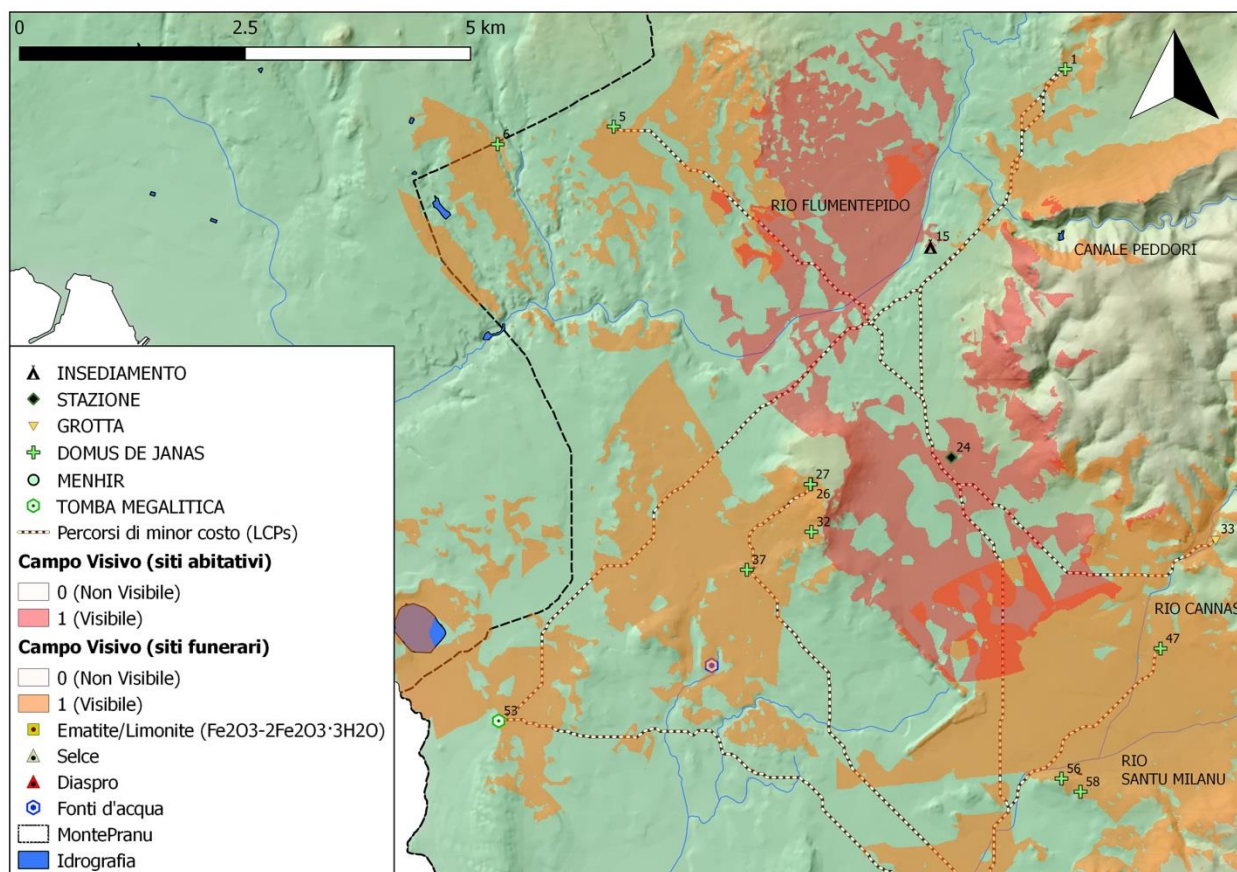 0
2.5
5 km
1
5
6
RIO FLUMENTEPIDO
15
CANALE PEDDORI
24
27
26
32
33
37
RIO CANNAS
47
53
56
58
RIO
SANTU MILANU
INSEDIAMENTO
STAZIONE
GROTTA
DOMUS DE JANAS
MENHIR
TOMBA MEGALITICA
Percorsi di minor costo (LCPs)
Campo Visivo (siti abitativi)
0 (Non Visibile)
1 (Visibile)
Campo Visivo (siti funerari)
0 (Non Visibile)
1 (Visibile)
Ematite/Limonite (Fe2O3-2Fe2O3·3H2O)
Selce
Diaspro
Fonti d'acqua
MontePranu
Idrografia